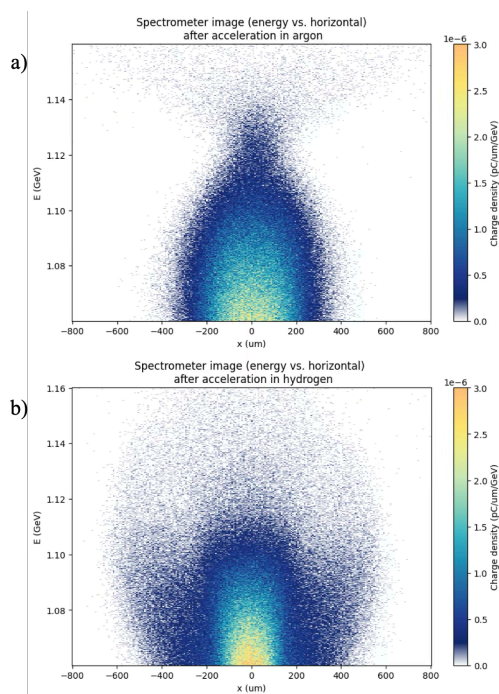 a)
Spectrometer image (energy vs. horizontal)
after acceleration in argon
1e−6
3.0
2.5
2.0
1.5
1.0
0.5
0.0
Charge density (pC/um/GeV)
1.14
1.12
1.10
1.08
E (GeV)
−800 −600 −400 −200 0 200 400 600 800
x (um)
b)
Spectrometer image (energy vs. horizontal)
after acceleration in hydrogen
1e−6
3.0
2.5
2.0
1.5
1.0
0.5
0.0
Charge density (pC/um/GeV)
1.16
1.14
1.12
1.10
1.08
E (GeV)
−800 −600 −400 −200 0 200 400 600 800
x (um)